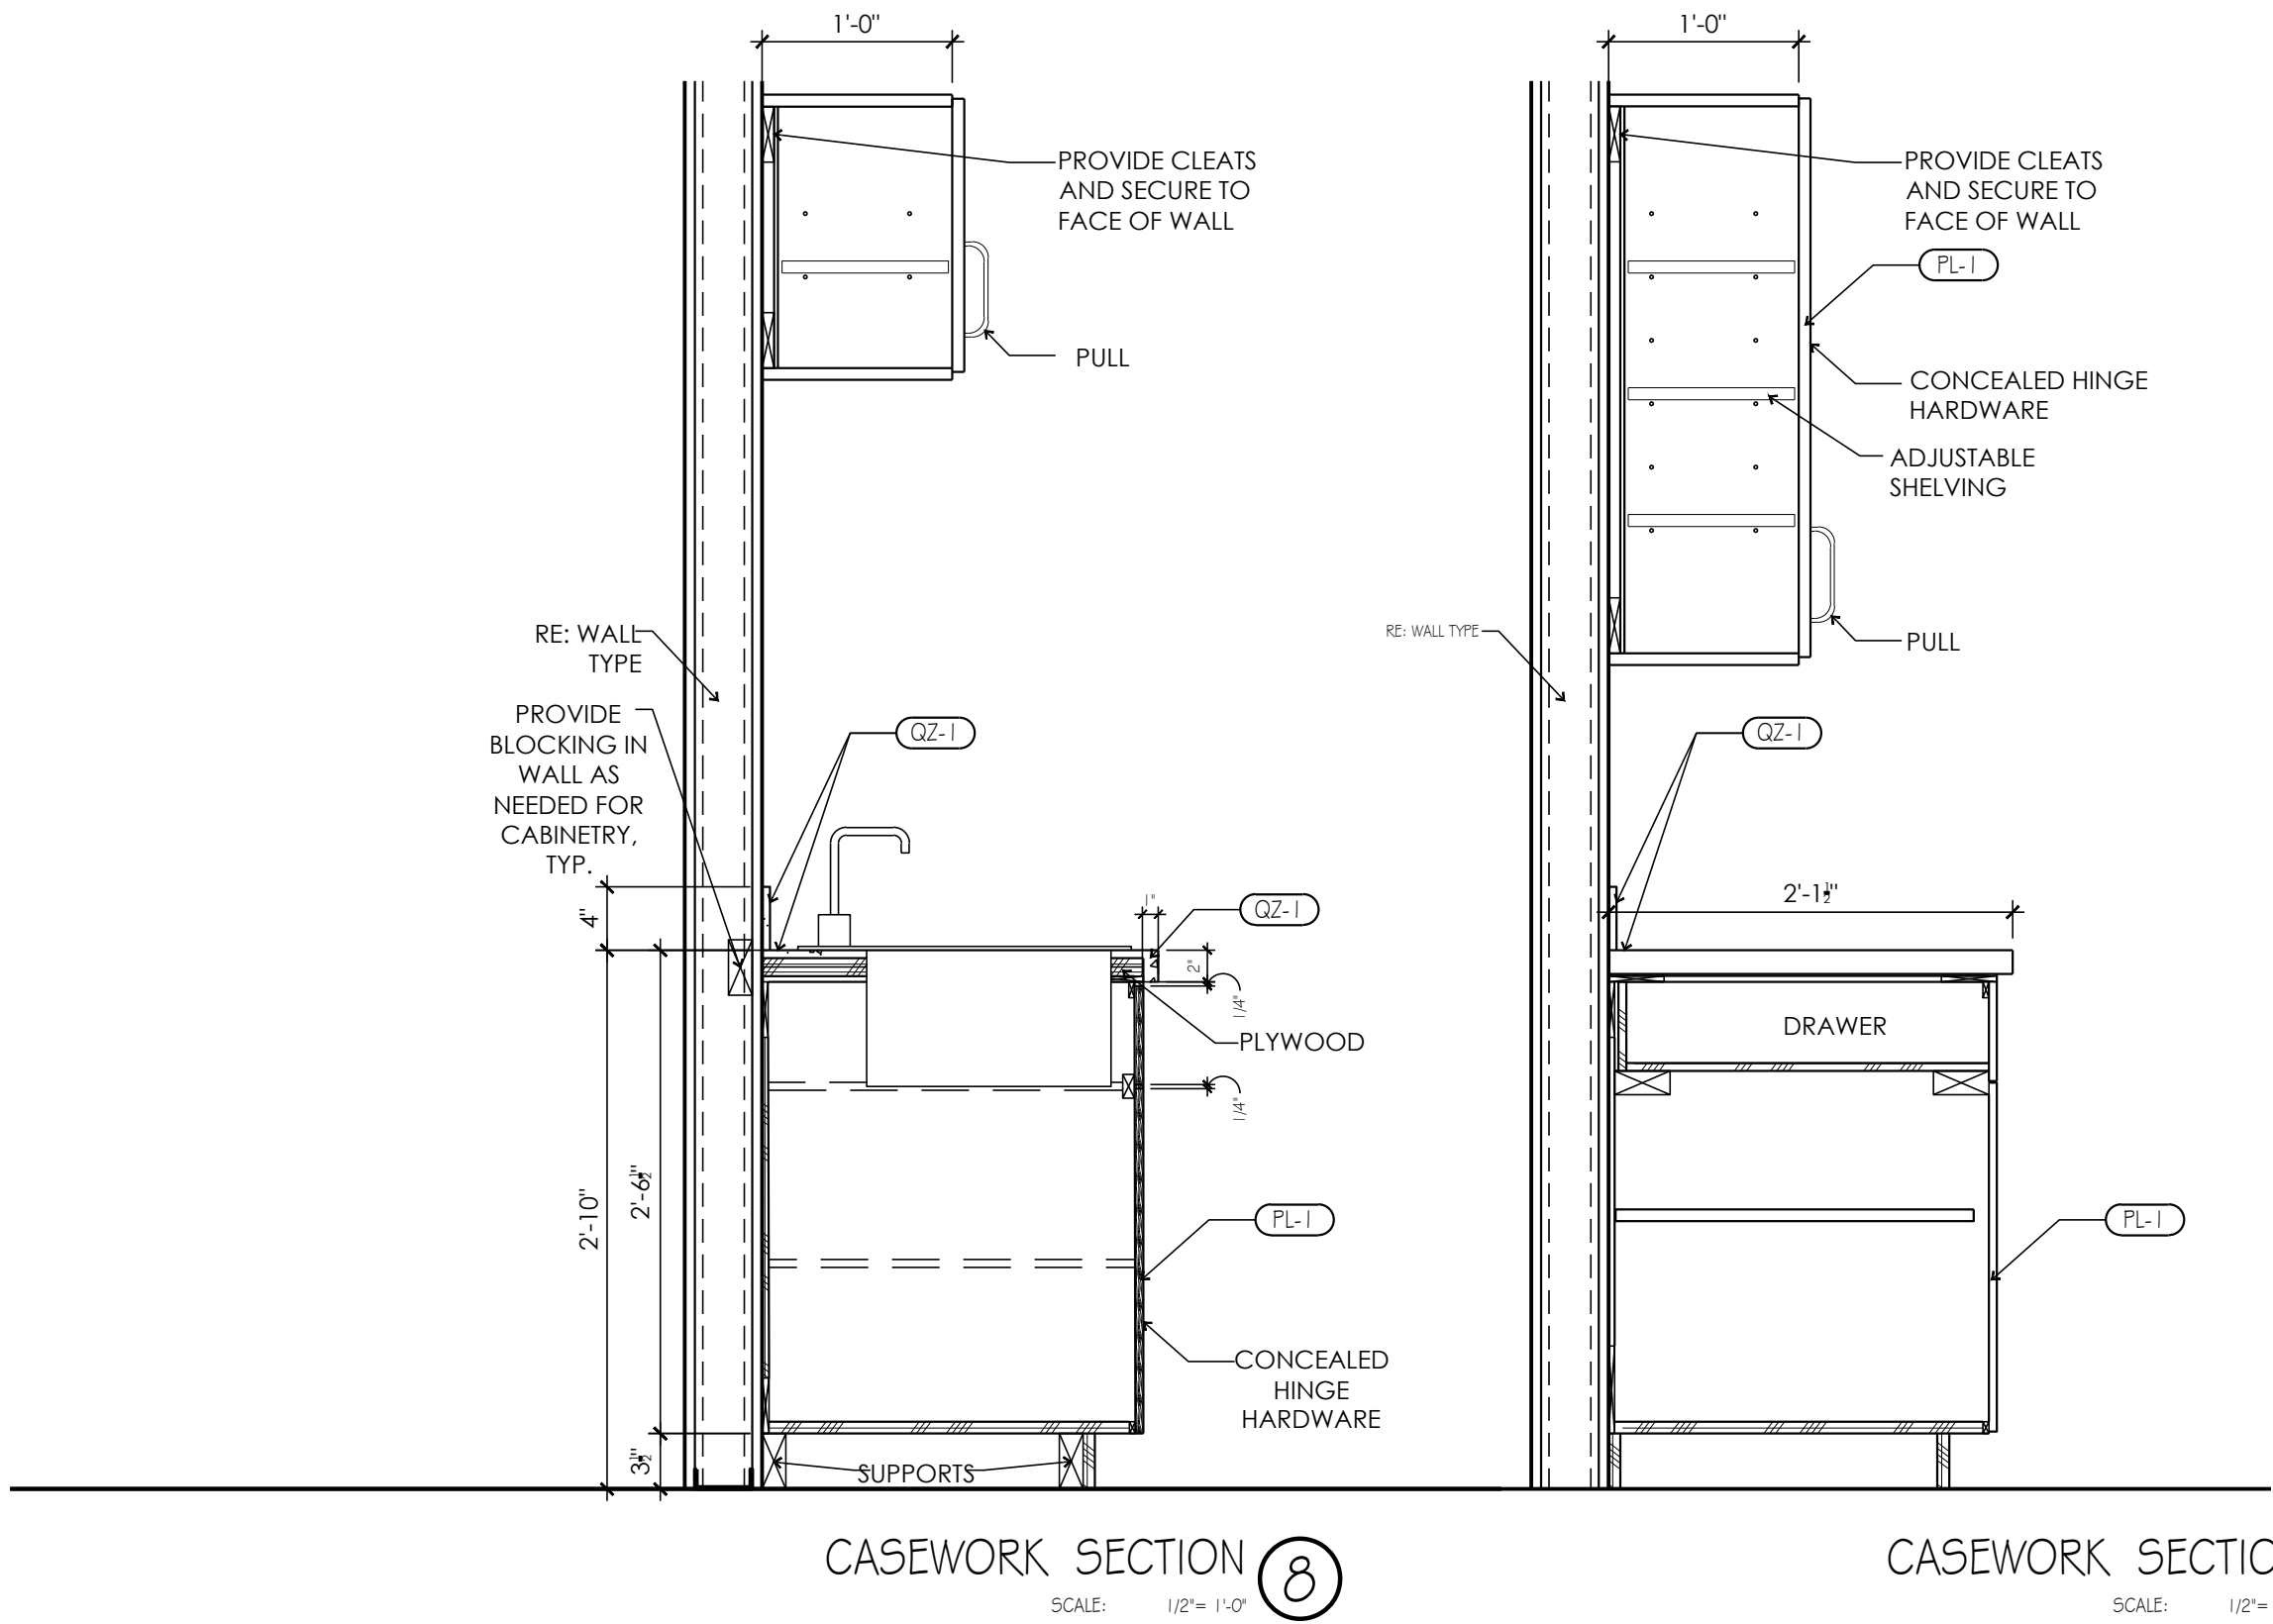 1'-0"
PROVIDE CLEATS
AND SECURE TO
FACE OF WALL
PULL
RE: WALL
TYPE
PROVIDE
BLOCKING IN
WALL AS
NEEDED FOR
CABINETRY,
TYP.
QZ-1
4"
1"
QZ-1
2"
1/4"
PLYWOOD
1/4"
2'-10"
2'-6½"
PL-1
CONCEALED
HINGE
HARDWARE
3½"
SUPPORTS
CASEWORK SECTION 8
SCALE: 1/2"= 1'-0"
1'-0"
PROVIDE CLEATS
AND SECURE TO
FACE OF WALL
PL-1
CONCEALED HINGE
HARDWARE
ADJUSTABLE
SHELVING
PULL
RE: WALL TYPE
QZ-1
2'-1½"
DRAWER
PL-1
CASEWORK SECTIO
SCALE: 1/2"=